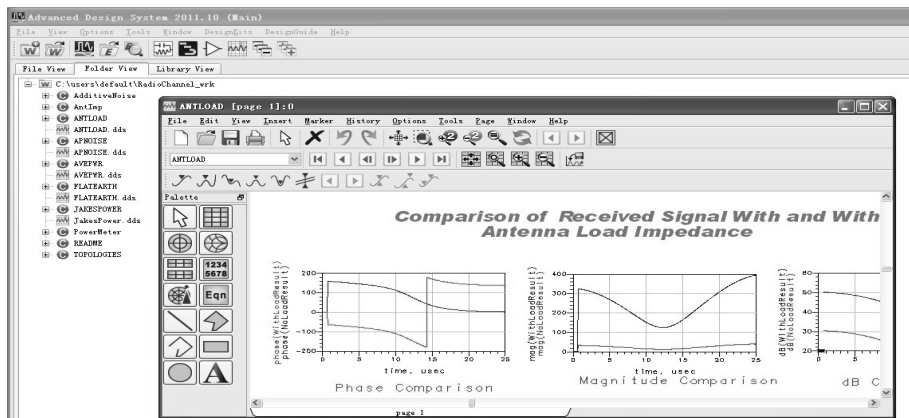 Advanced Design System 2011.10 (Main)
File View Options Tools Window DesignKits DesignGuide Help
File View Folder View Library View
C:\users\default\RadioChannel_wrk
AdditiveNoise
AntImp
ANTLOAD
ANTLOAD.dds
APNOISE
APNOISE.dds
AVEPWR
AVEPWR.dds
FLATEARTH
FLATEARTH.dds
JAKESPOWER
JakesPower.dds
PowerMeter
README
TOPOLOGIES
ANTLOAD [page 1]:0
File Edit View Insert Marker History Options Tools Page Window Help
ANTLOAD
Palette
1234
5678
Eqn
A
Comparison of Received Signal With and With
Antenna Load Impedance
phase(WithLoadResult)
phase(NoLoadResult)
200
100
0
-100
-200
0 5 10 15 20 25
time, usec
Phase Comparison
mag(WithLoadResult)
mag(NoLoadResult)
400
300
200
100
0
0 5 10 15 20 25
time, usec
Magnitude Comparison
dB(WithLoadResult)
dB(NoLoadResult)
60
50
40
30
20
0 5
dB C
page 1